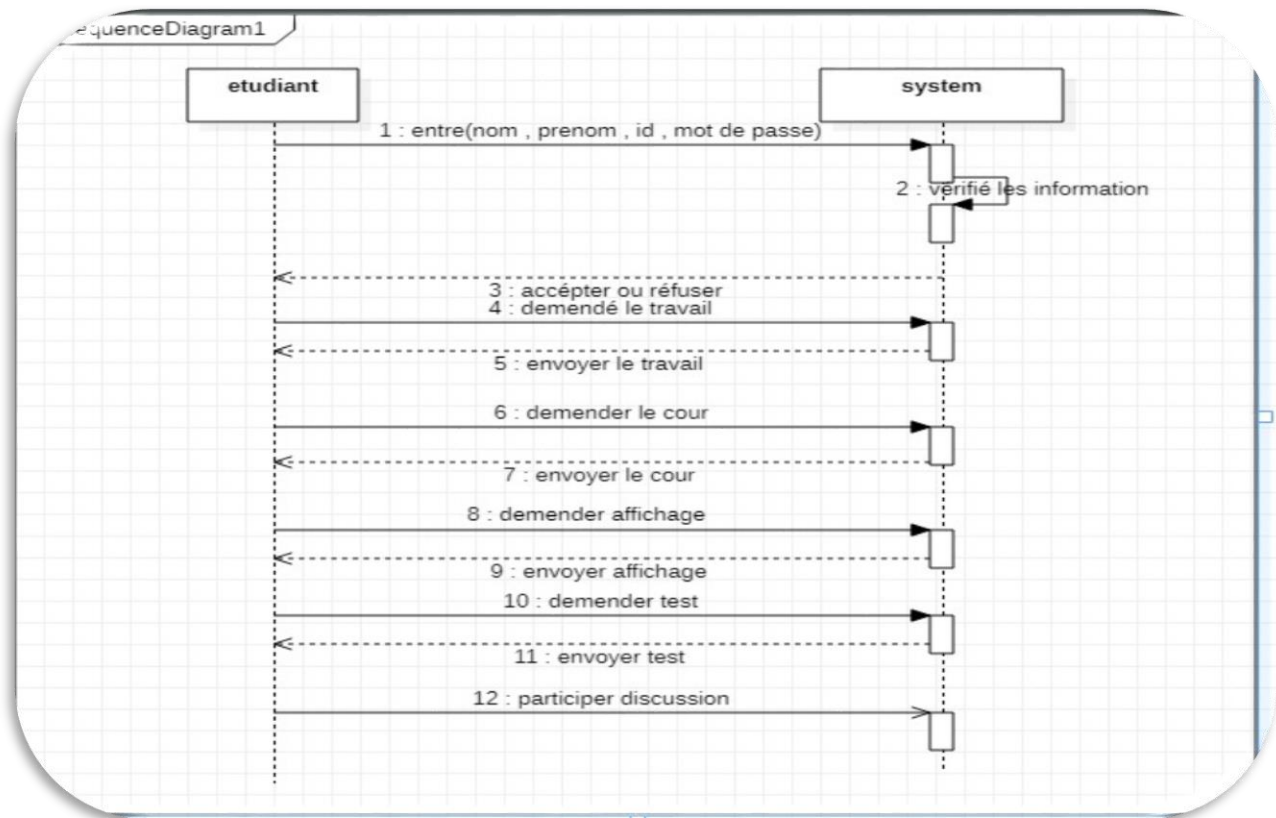 equenceDiagram1
etudiant
system
1 : entre(nom , prenom , id , mot de passe)
2 : vérifié les information
3 : accépter ou réfuser
4 : demendé le travail
5 : envoyer le travail
6 : demender le cour
7 : envoyer le cour
8 : demender affichage
9 : envoyer affichage
10 : demender test
11 : envoyer test
12 : participer discussion